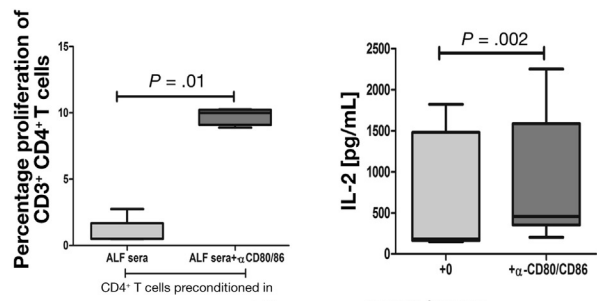 Percentage proliferation of
CD3⁺ CD4⁺ T cells
15
10
5
0
P = .01
ALF sera
ALF sera+αCD80/86
CD4⁺ T cells preconditioned in
IL-2 [pg/mL]
2500
2000
1500
1000
500
0
P = .002
+0
+α-CD80/CD86